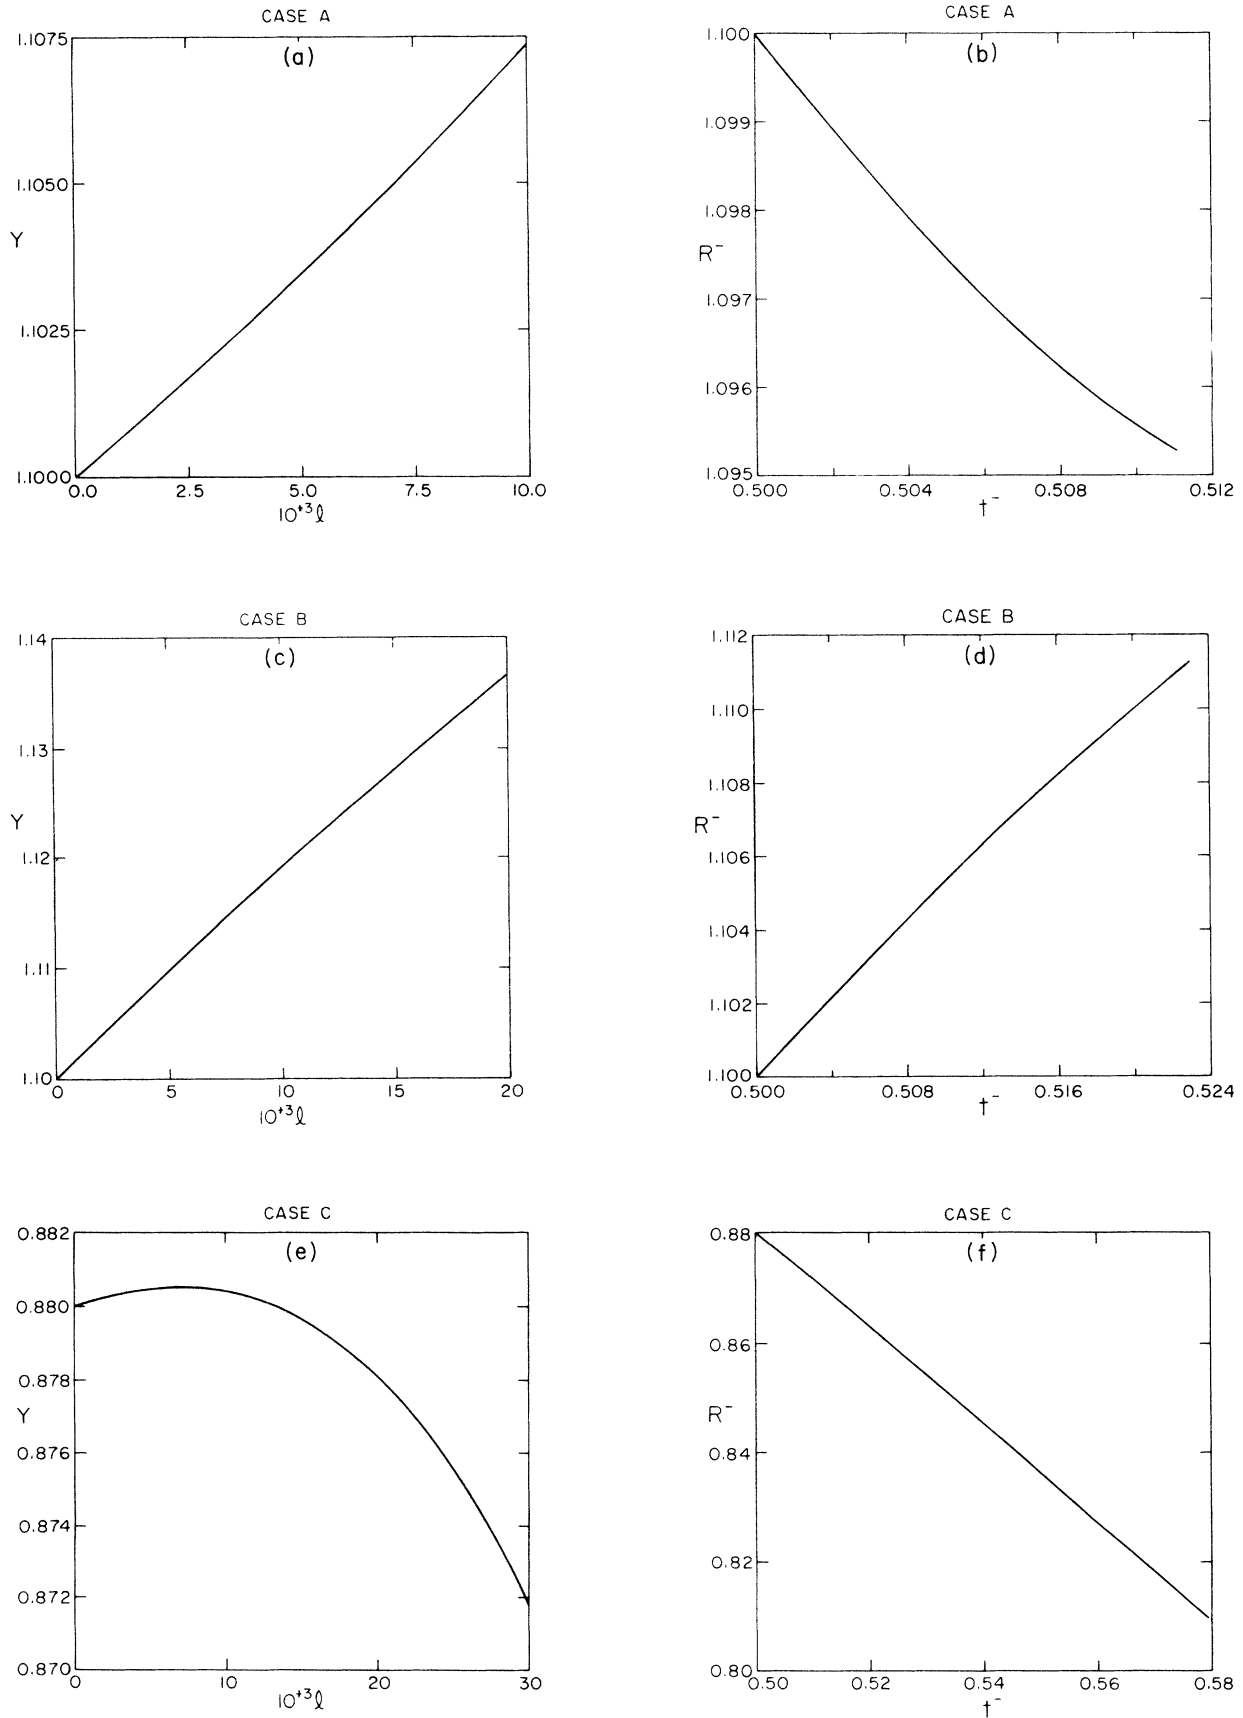 CASE A
(a)
1.1075
1.1050
Y
1.1025
1.1000
0.0 2.5 5.0 7.5 10.0
10⁺³ℓ
CASE A
(b)
1.100
1.099
1.098
R⁻
1.097
1.096
1.095
0.500 0.504 0.508 0.512
t⁻
CASE B
(c)
1.14
1.13
Y
1.12
1.11
1.10
0 5 10 15 20
10⁺³ℓ
CASE B
(d)
1.112
1.110
1.108
R⁻
1.106
1.104
1.102
1.100
0.500 0.508 0.516 0.524
t⁻
CASE C
(e)
0.882
0.880
0.878
Y
0.876
0.874
0.872
0.870
0 10 20 30
10⁺³ℓ
CASE C
(f)
0.88
0.86
R⁻
0.84
0.82
0.80
0.50 0.52 0.54 0.56 0.58
t⁻